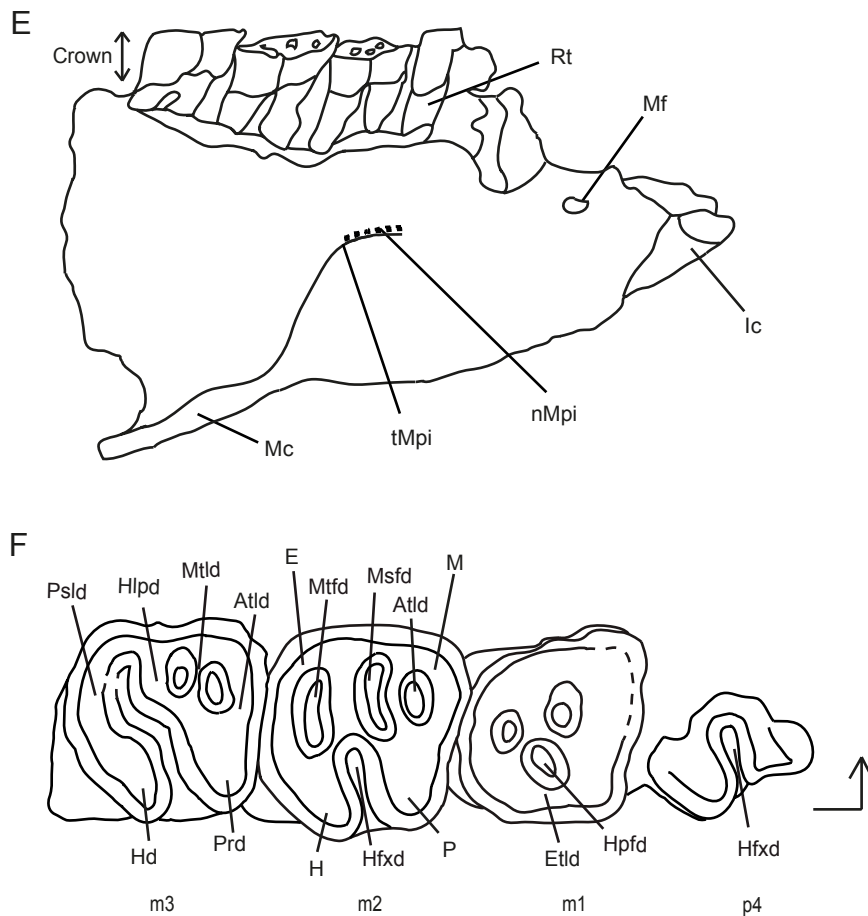 E
Crown
Rt
Mf
Ic
nMpi
tMpi
Mc
F
E
M
Mtld
Mtfd
Msfd
Hlpd
Psld
Atld
Atld
Hd
Prd
H
Hfxd
P
Etld
Hpfd
Hfxd
m3
m2
m1
p4